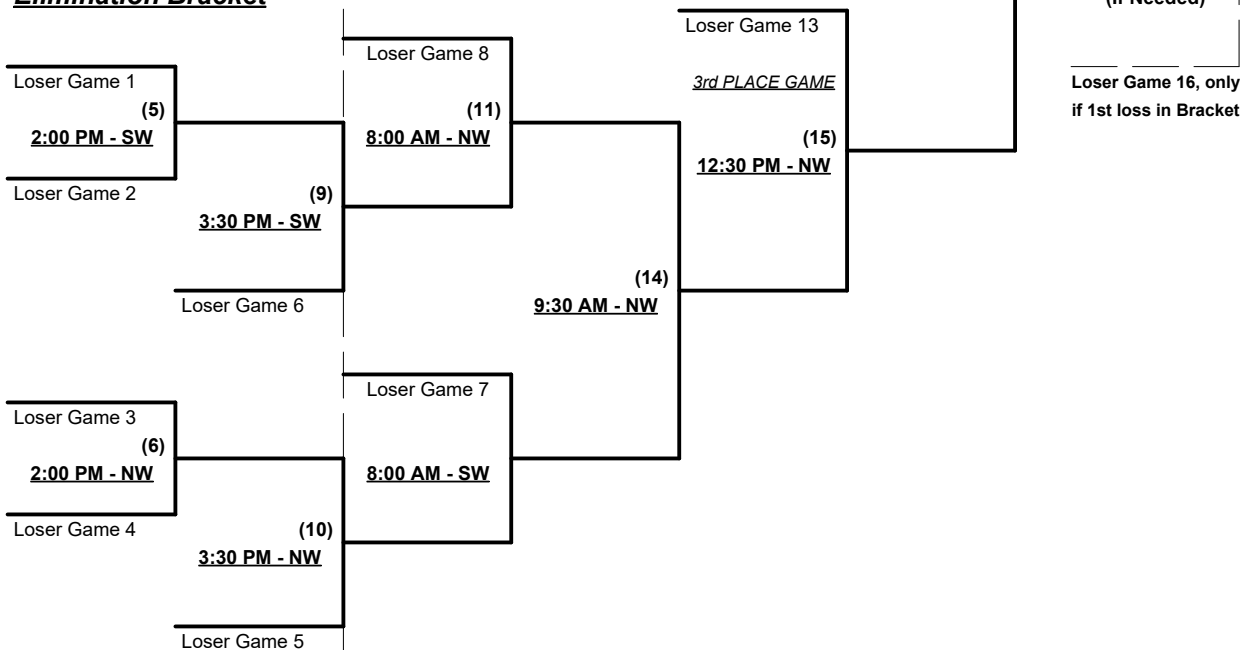 Elimination Bracket
(If Needed)
Loser Game 13
Loser Game 8
Loser Game 1
3rd PLACE GAME
Loser Game 16, only
if 1st loss in Bracket
(5)
(11)
2:00 PM - SW
8:00 AM - NW
(15)
12:30 PM - NW
Loser Game 2
(9)
3:30 PM - SW
(14)
Loser Game 6
9:30 AM - NW
Loser Game 7
Loser Game 3
(6)
2:00 PM - NW
8:00 AM - SW
Loser Game 4
(10)
3:30 PM - NW
Loser Game 5